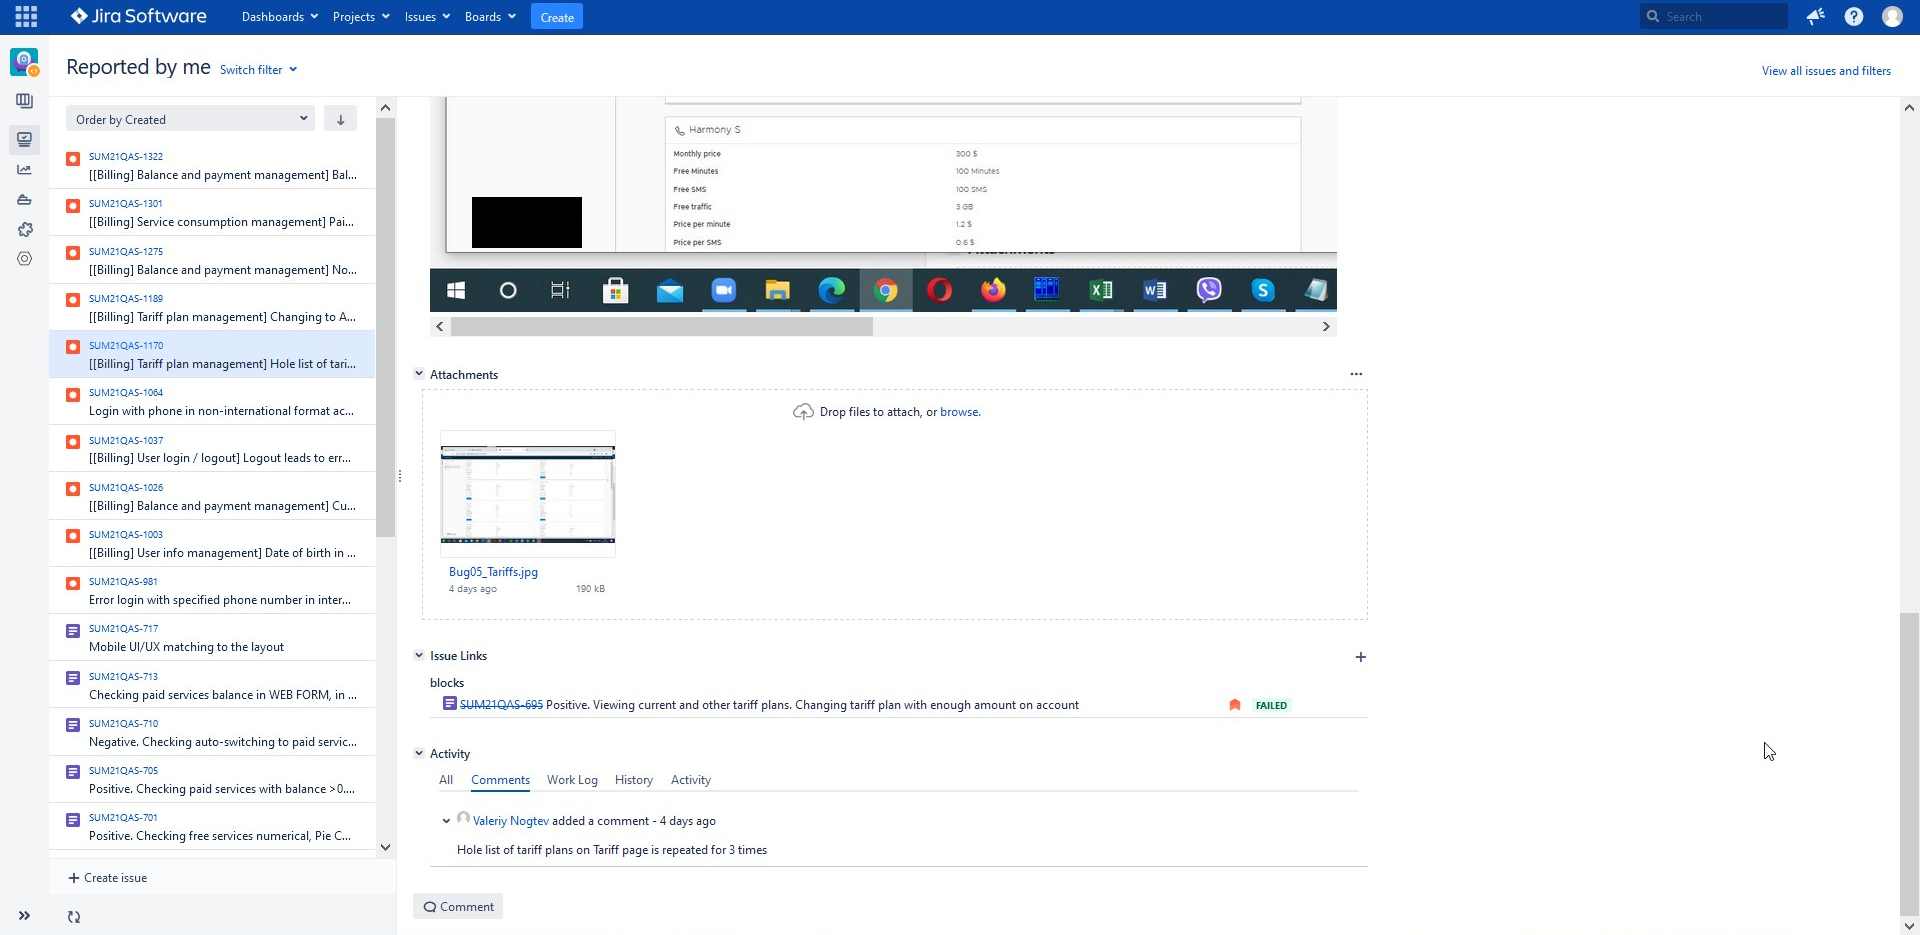 Jira Software
Dashboards Projects Issues Boards Create
Search
Reported by me Switch filter
View all issues and filters
Order by Created
SUM21QAS-1322
[[Billing] Balance and payment management] Bal...
SUM21QAS-1301
[[Billing] Service consumption management] Pai...
SUM21QAS-1275
[[Billing] Balance and payment management] No...
SUM21QAS-1189
[[Billing] Tariff plan management] Changing to A...
SUM21QAS-1170
[[Billing] Tariff plan management] Hole list of tari...
SUM21QAS-1064
Login with phone in non-international format ac...
SUM21QAS-1037
[[Billing] User login / logout] Logout leads to err...
SUM21QAS-1026
[[Billing] Balance and payment management] Cu...
SUM21QAS-1003
[[Billing] User info management] Date of birth in ...
SUM21QAS-981
Error login with specified phone number in inter...
SUM21QAS-717
Mobile UI/UX matching to the layout
SUM21QAS-713
Checking paid services balance in WEB FORM, in ...
SUM21QAS-710
Negative. Checking auto-switching to paid servic...
SUM21QAS-705
Positive. Checking paid services with balance >0....
SUM21QAS-701
Positive. Checking free services numerical, Pie C...
Create issue
Harmony S
Monthly price 300 $
Free Minutes 100 Minutes
Free SMS 100 SMS
Free traffic 3 GB
Price per minute 1.2 $
Price per SMS 0.6 $
Attachments
Drop files to attach, or browse.
Bug05_Tariffs.jpg
4 days ago 190 kB
Issue Links
blocks
SUM21QAS-695 Positive. Viewing current and other tariff plans. Changing tariff plan with enough amount on account FAILED
Activity
All Comments Work Log History Activity
Valeriy Nogtev added a comment - 4 days ago
Hole list of tariff plans on Tariff page is repeated for 3 times
Comment